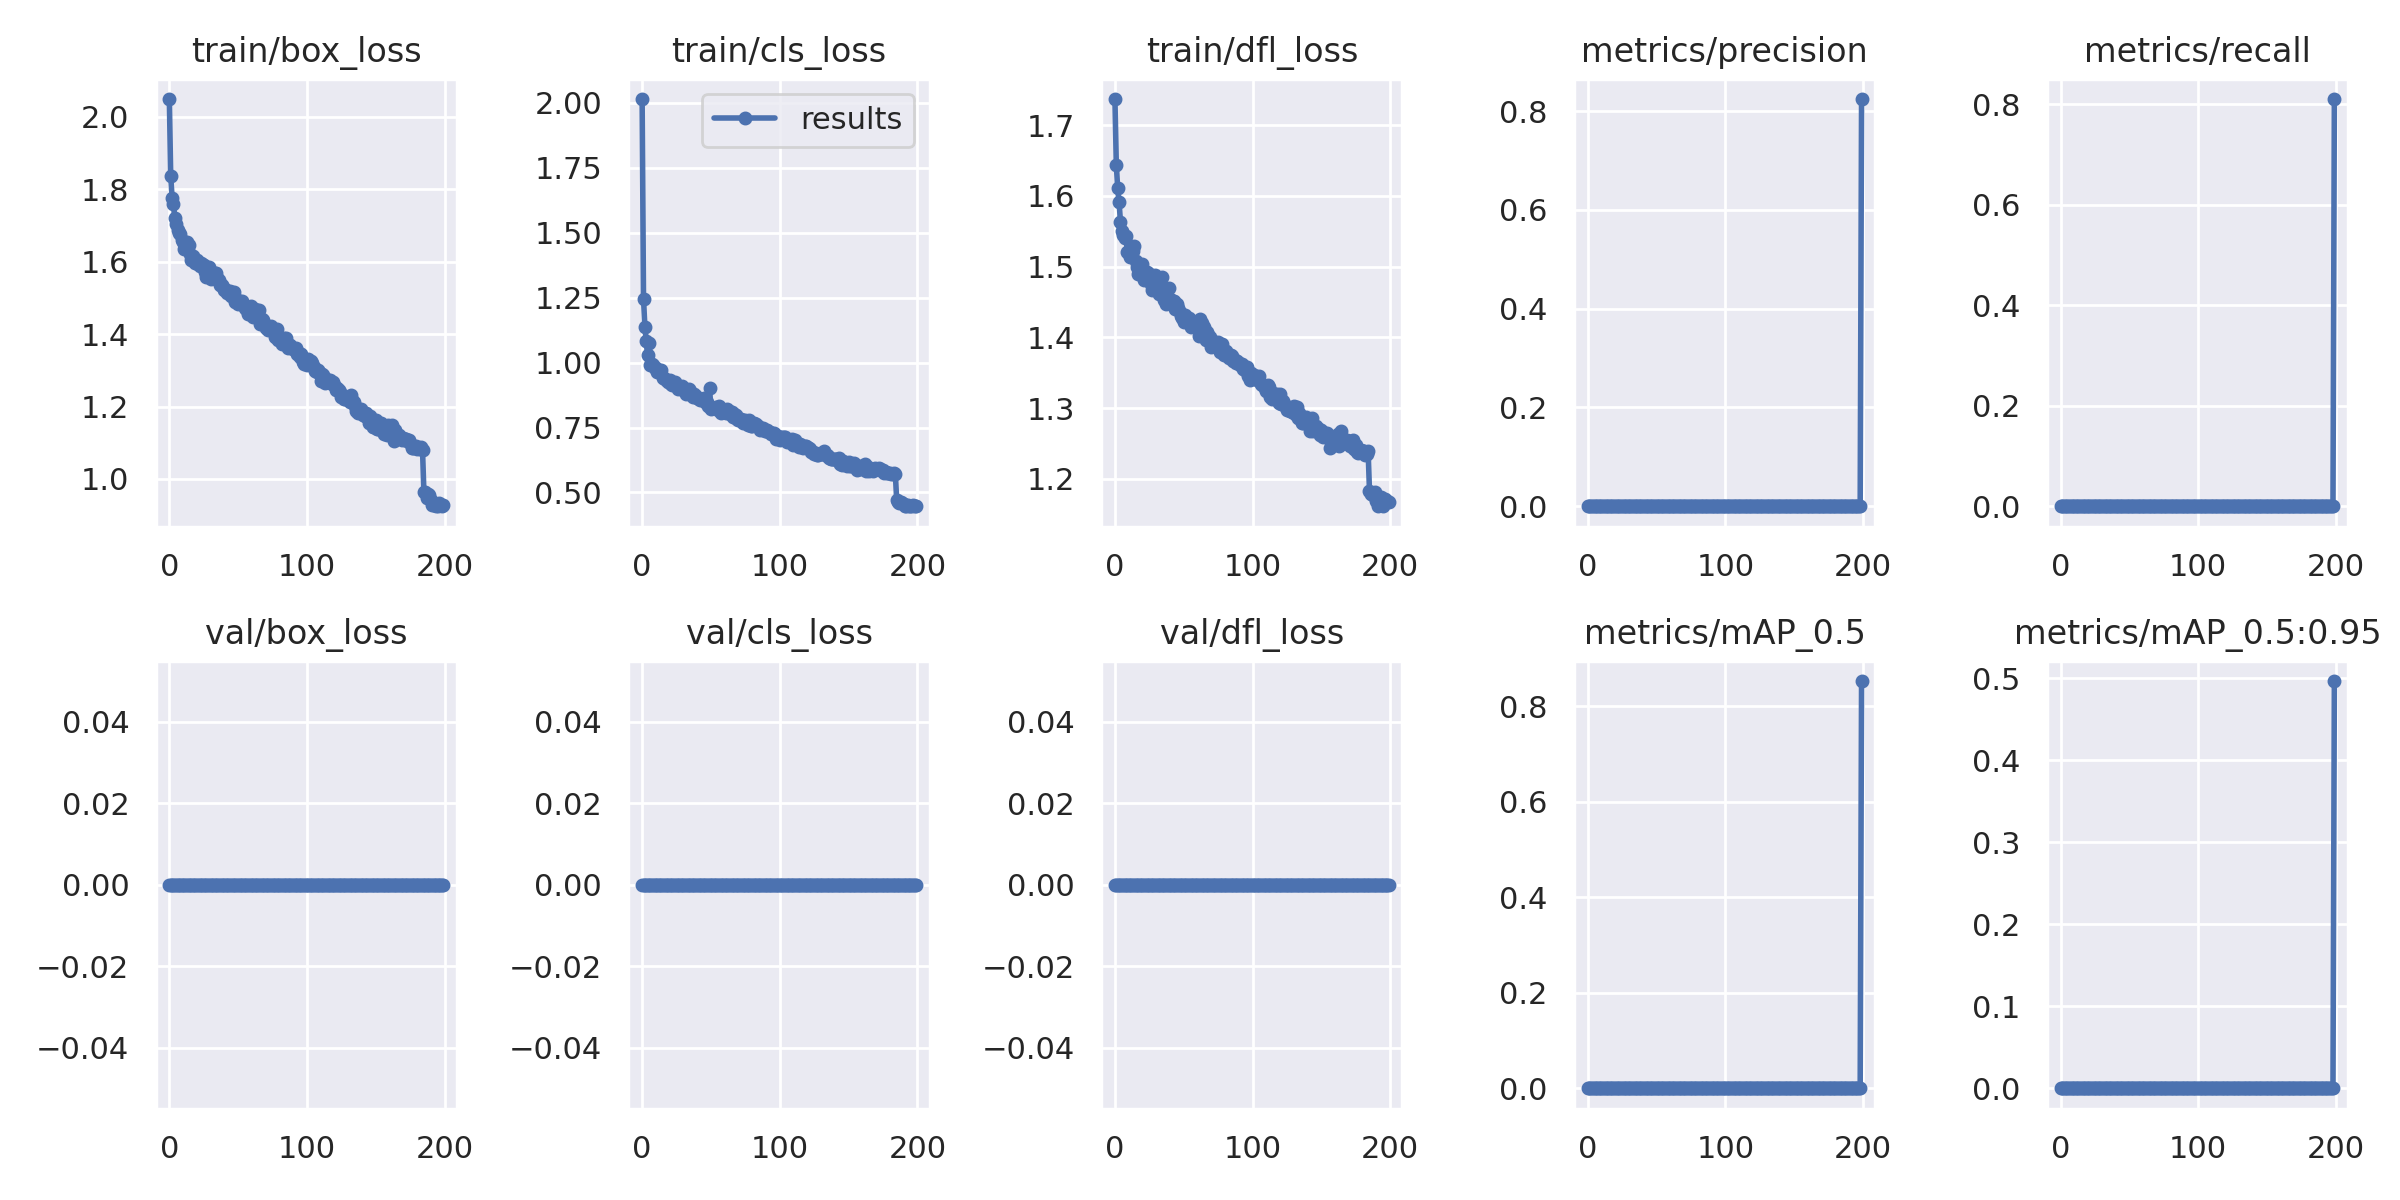 train/box_loss
2.0
1.8
1.6
1.4
1.2
1.0
0 100 200
train/cls_loss
results
2.00
1.75
1.50
1.25
1.00
0.75
0.50
0 100 200
train/dfl_loss
1.7
1.6
1.5
1.4
1.3
1.2
0 100 200
metrics/precision
0.8
0.6
0.4
0.2
0.0
0 100 200
metrics/recall
0.8
0.6
0.4
0.2
0.0
0 100 200
val/box_loss
0.04
0.02
0.00
−0.02
−0.04
0 100 200
val/cls_loss
0.04
0.02
0.00
−0.02
−0.04
0 100 200
val/dfl_loss
0.04
0.02
0.00
−0.02
−0.04
0 100 200
metrics/mAP_0.5
0.8
0.6
0.4
0.2
0.0
0 100 200
metrics/mAP_0.5:0.95
0.5
0.4
0.3
0.2
0.1
0.0
0 100 200